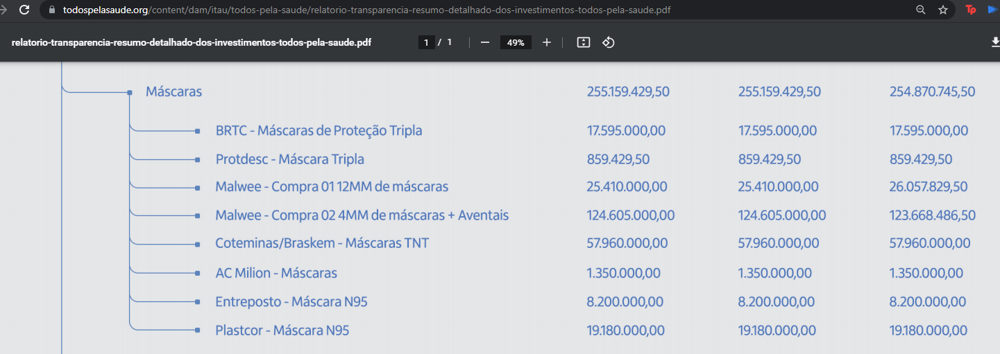 todospelasaude.org/content/dam/itau/todos-pela-saude/relatorio-transparencia-resumo-detalhado-dos-investimentos-todos-pela-saude.pdf Tp
relatorio-transparencia-resumo-detalhado-dos-investimentos-todos-pela-saude.pdf 1 / 1 49%
Máscaras 255.159.429,50 255.159.429,50 254.870.745,50
BRTC - Máscaras de Proteção Tripla 17.595.000,00 17.595.000,00 17.595.000,00
Protdesc - Máscara Tripla 859.429,50 859.429,50 859.429,50
Malwee - Compra 01 12MM de máscaras 25.410.000,00 25.410.000,00 26.057.829,50
Malwee - Compra 02 4MM de máscaras + Aventais 124.605.000,00 124.605.000,00 123.668.486,50
Coteminas/Braskem - Máscaras TNT 57.960.000,00 57.960.000,00 57.960.000,00
AC Milion - Máscaras 1.350.000,00 1.350.000,00 1.350.000,00
Entreposto - Máscara N95 8.200.000,00 8.200.000,00 8.200.000,00
Plastcor - Máscara N95 19.180.000,00 19.180.000,00 19.180.000,00